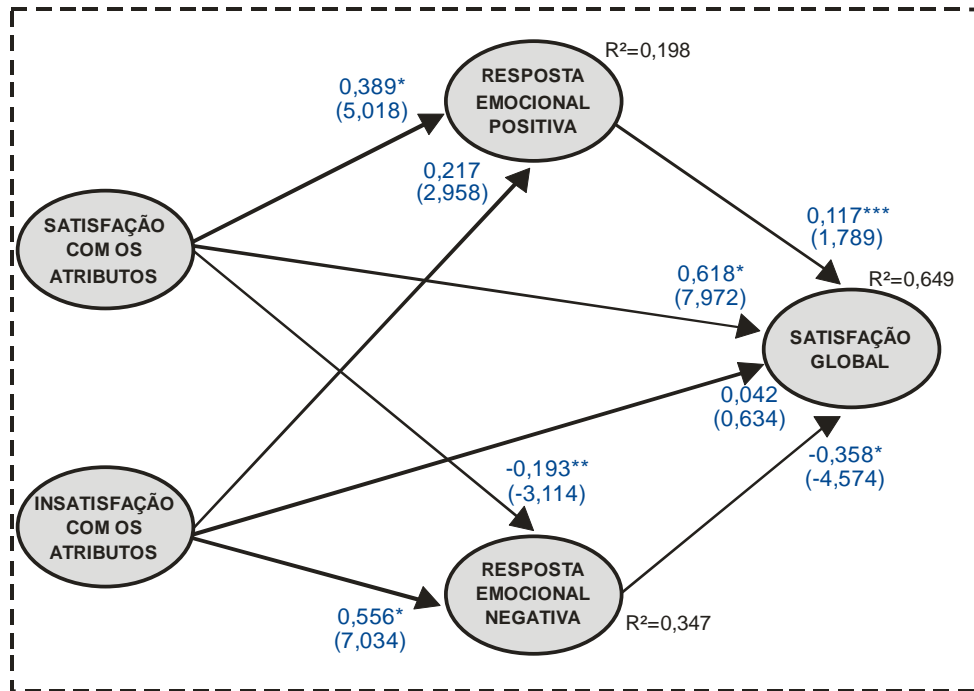 R²=0,198
RESPOSTA
EMOCIONAL
POSITIVA
0,389*
(5,018)
0,217
(2,958)
SATISFAÇÃO
COM OS
ATRIBUTOS
0,117***
(1,789)
0,618*
(7,972)
R²=0,649
SATISFAÇÃO
GLOBAL
0,042
(0,634)
-0,193**
(-3,114)
-0,358*
(-4,574)
INSATISFAÇÃO
COM OS
ATRIBUTOS
RESPOSTA
EMOCIONAL
NEGATIVA
0,556*
(7,034)
R²=0,347